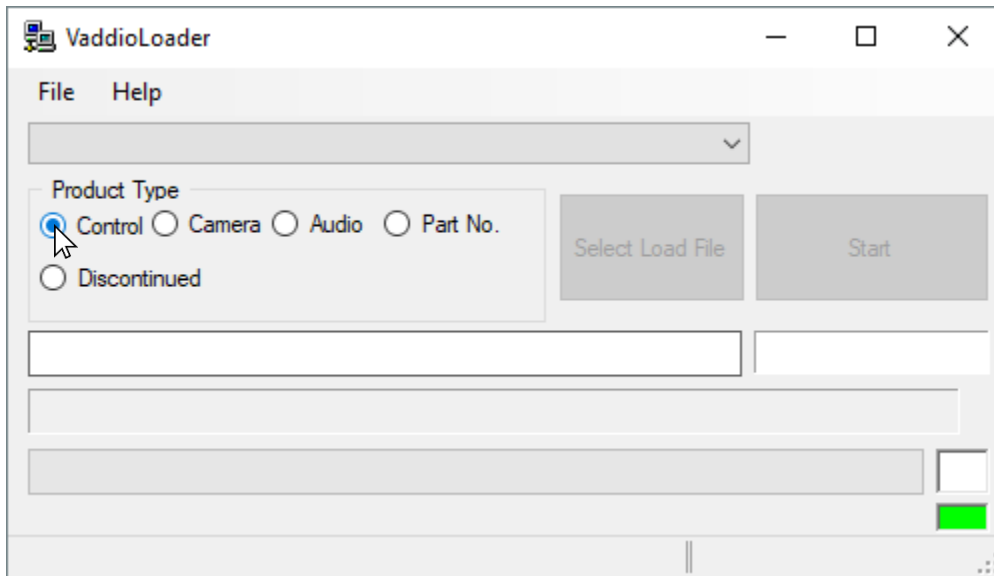 VaddioLoader
File Help
Product Type
Control Camera Audio Part No.
Select Load File Start
Discontinued